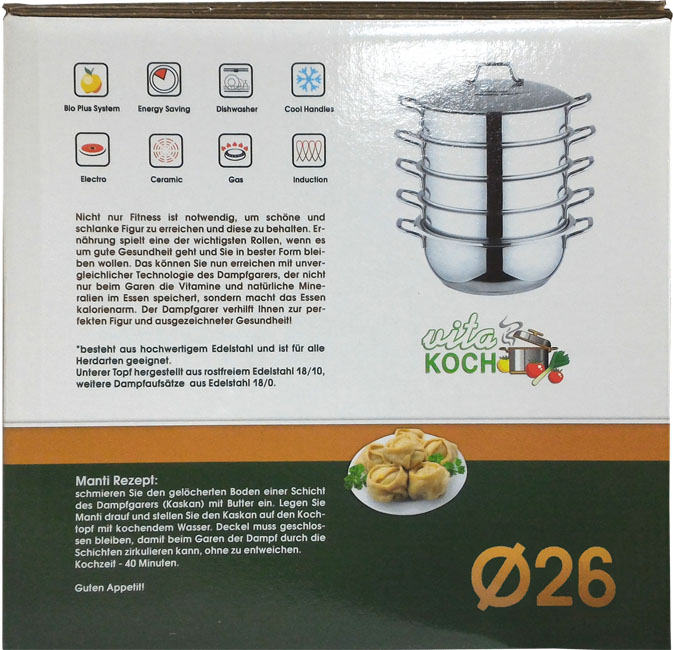 Bio Plus System Energy Saving Dishwasher Cool Handles
Electro Ceramic Gas Induction
Nicht nur Fitness ist notwendig, um schöne und
schlanke Figur zu erreichen und diese zu behalten. Er-
nährung spielt eine der wichtigsten Rollen, wenn es
um gute Gesundheit geht und Sie in bester Form blei-
ben wollen. Das können Sie nun erreichen mit unver-
gleichlicher Technologie des Dampfgarers, der nicht
nur beim Garen die Vitamine und natürliche Mine-
ralien im Essen speichert, sondern macht das Essen
kalorienarm. Der Dampfgarer verhilft Ihnen zur per-
fekten Figur und ausgezeichneter Gesundheit!
*besteht aus hochwertigem Edelstahl und ist für alle
Herdarten geeignet.
Unterer Topf hergestellt aus rostfreiem Edelstahl 18/10,
weitere Dampfaufsätze aus Edelstahl 18/0.
vita
KOCH
Manti Rezept:
schmieren Sie den gelöcherten Boden einer Schicht
des Dampfgarers (Kaskan) mit Butter ein. Legen Sie
Manti drauf und stellen Sie den Kaskan auf den Koch-
topf mit kochendem Wasser. Deckel muss geschlos-
sen bleiben, damit beim Garen der Dampf durch die
Schichten zirkulieren kann, ohne zu entweichen.
Kochzeit - 40 Minuten.
Guten Appetit!
Ø26